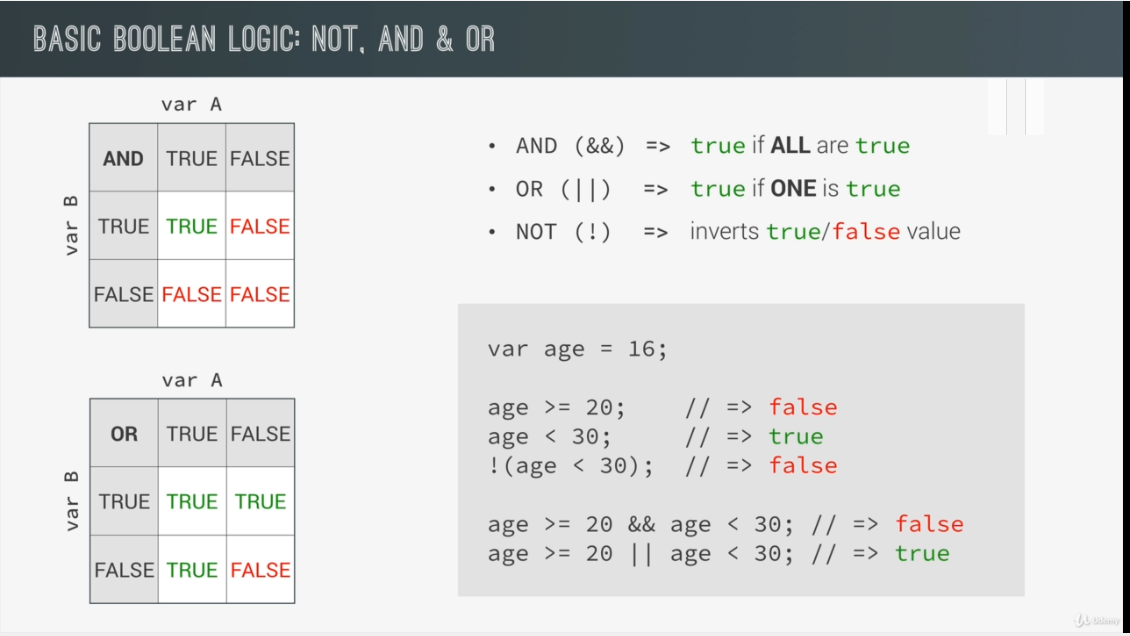 BASIC BOOLEAN LOGIC: NOT, AND & OR
var A
AND TRUE FALSE
var B
TRUE TRUE FALSE
FALSE FALSE FALSE
var A
OR TRUE FALSE
var B
TRUE TRUE TRUE
FALSE TRUE FALSE
• AND (&&) => true if ALL are true
• OR (||) => true if ONE is true
• NOT (!) => inverts true/false value
var age = 16;
age >= 20; // => false
age < 30; // => true
!(age < 30); // => false
age >= 20 && age < 30; // => false
age >= 20 || age < 30; // => true
Udemy